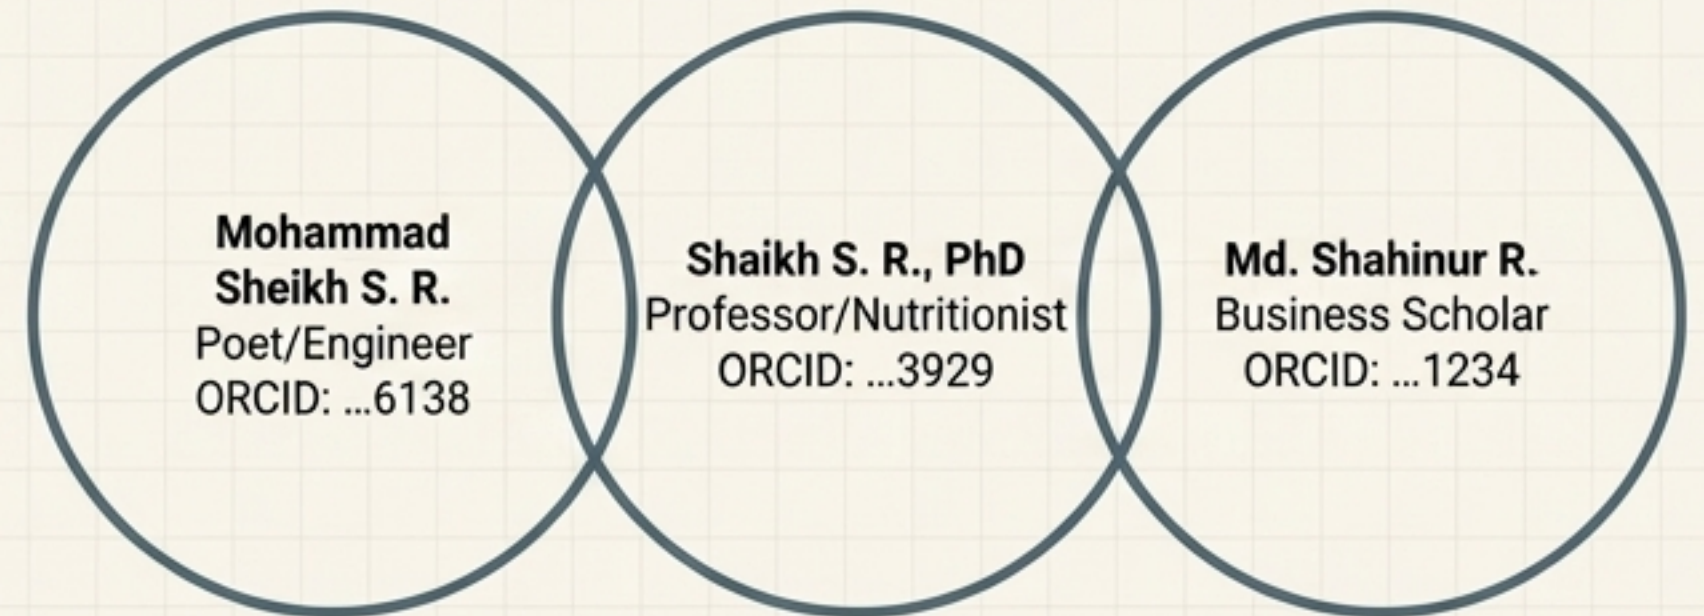 Mohammad
Sheikh S. R.
Poet/Engineer
ORCID: ...6138
Shaikh S. R., PhD
Professor/Nutritionist
ORCID: ...3929
Md. Shahinur R.
Business Scholar
ORCID: ...1234